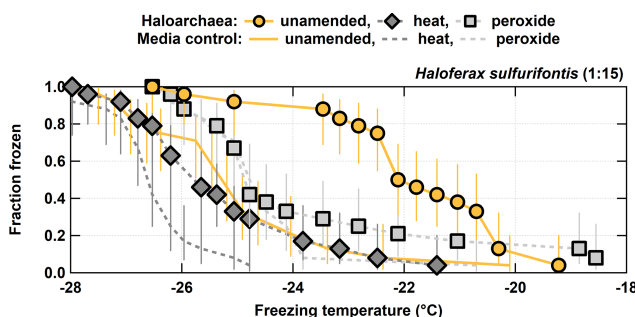 Haloarchaea: unamended, heat, peroxide
Media control: unamended, heat, peroxide
Haloferax sulfurifontis (1:15)
Fraction frozen
1.0
0.8
0.6
0.4
0.2
0.0
-28 -26 -24 -22 -20 -18
Freezing temperature (°C)